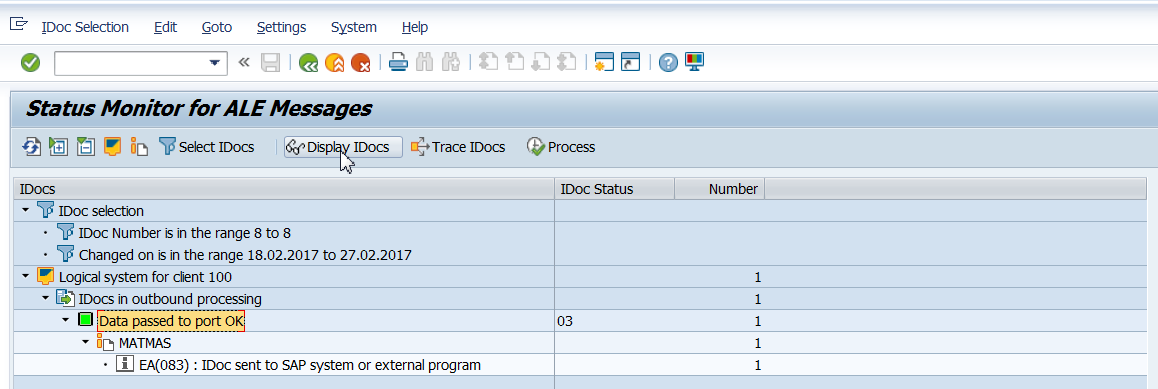 IDoc Selection Edit Goto Settings System Help
Status Monitor for ALE Messages
Select IDocs Display IDocs Trace IDocs Process
IDocs IDoc Status Number
IDoc selection
IDoc Number is in the range 8 to 8
Changed on is in the range 18.02.2017 to 27.02.2017
Logical system for client 100 1
IDocs in outbound processing 1
Data passed to port OK 03 1
MATMAS 1
EA(083) : IDoc sent to SAP system or external program 1